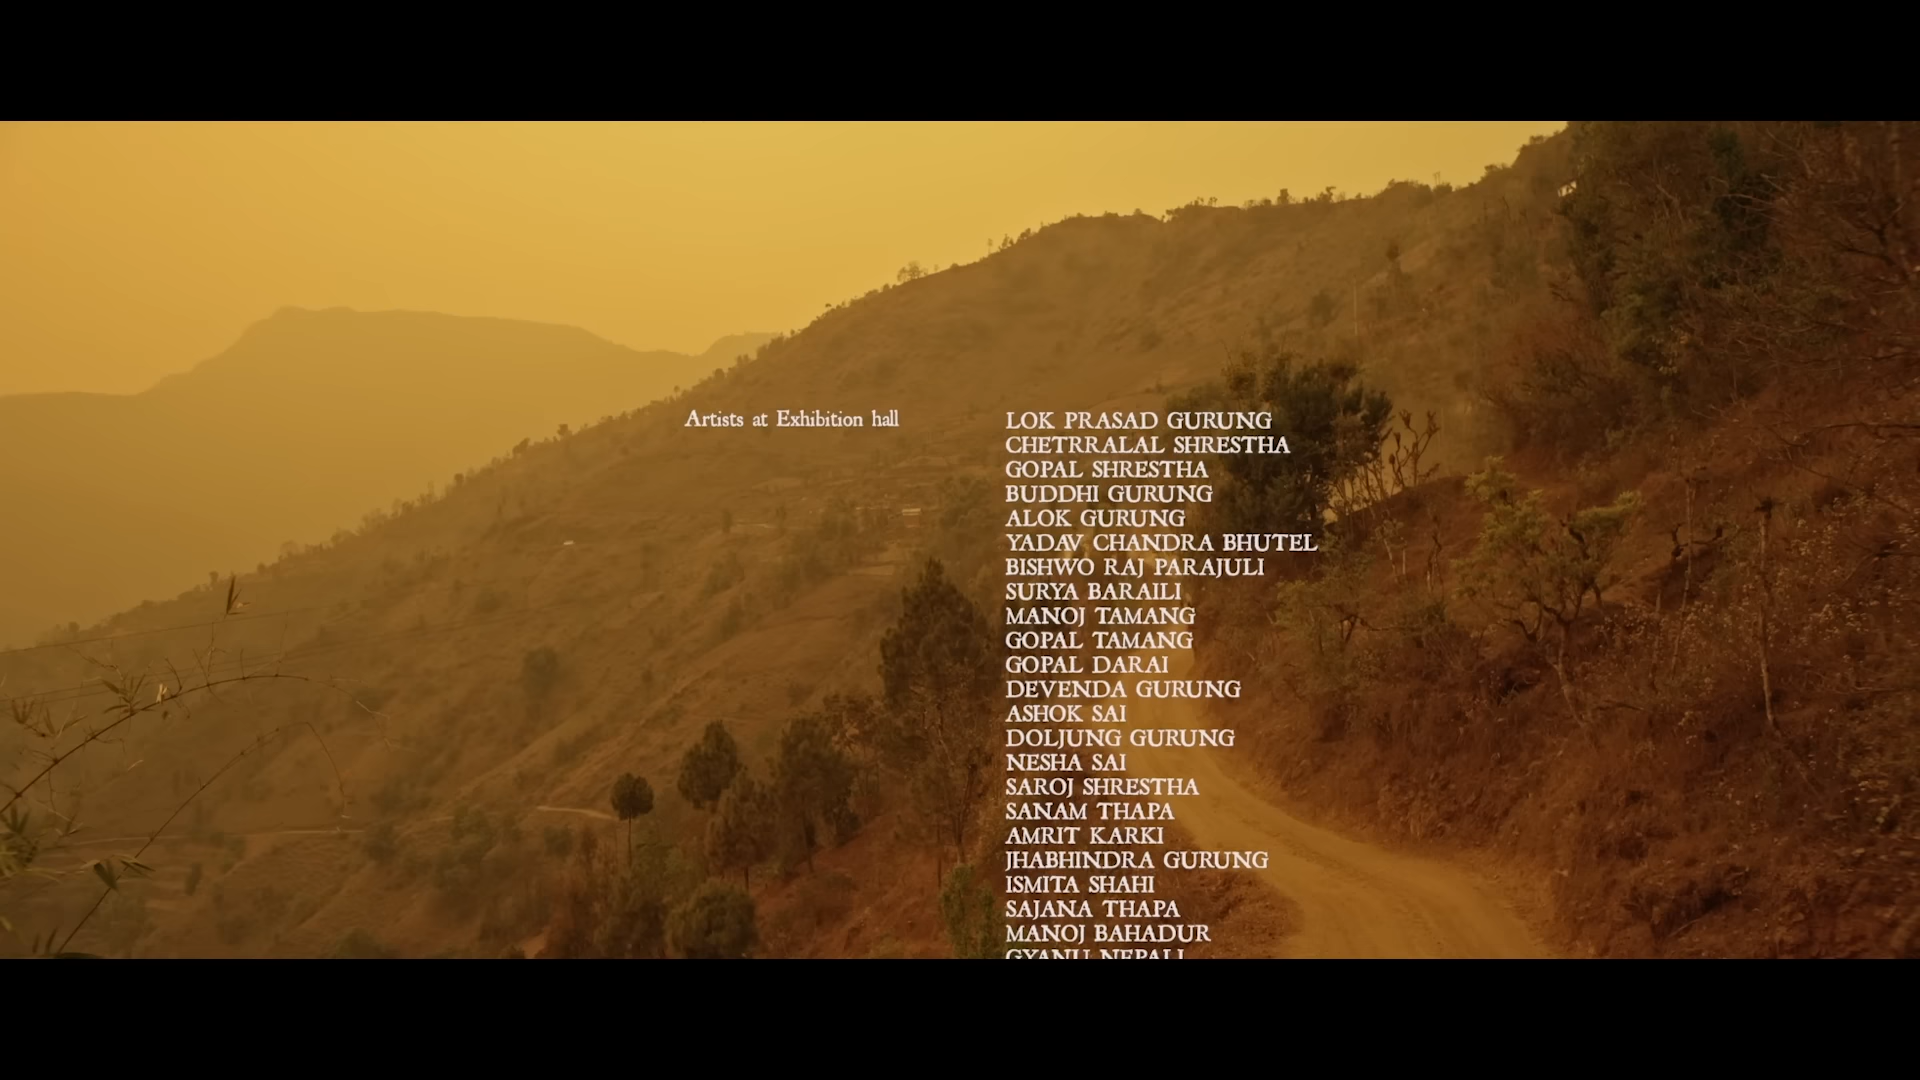 Artists at Exhibition hall
LOK PRASAD GURUNG
CHETRRALAL SHRESTHA
GOPAL SHRESTHA
BUDDHI GURUNG
ALOK GURUNG
YADAV CHANDRA BHUTEL
BISHWO RAJ PARAJULI
SURYA BARAILI
MANOJ TAMANG
GOPAL TAMANG
GOPAL DARAI
DEVENDA GURUNG
ASHOK SAI
DOLJUNG GURUNG
NESHA SAI
SAROJ SHRESTHA
SANAM THAPA
AMRIT KARKI
JHABHINDRA GURUNG
ISMITA SHAHI
SAJANA THAPA
MANOJ BAHADUR
GYANU NEPALI